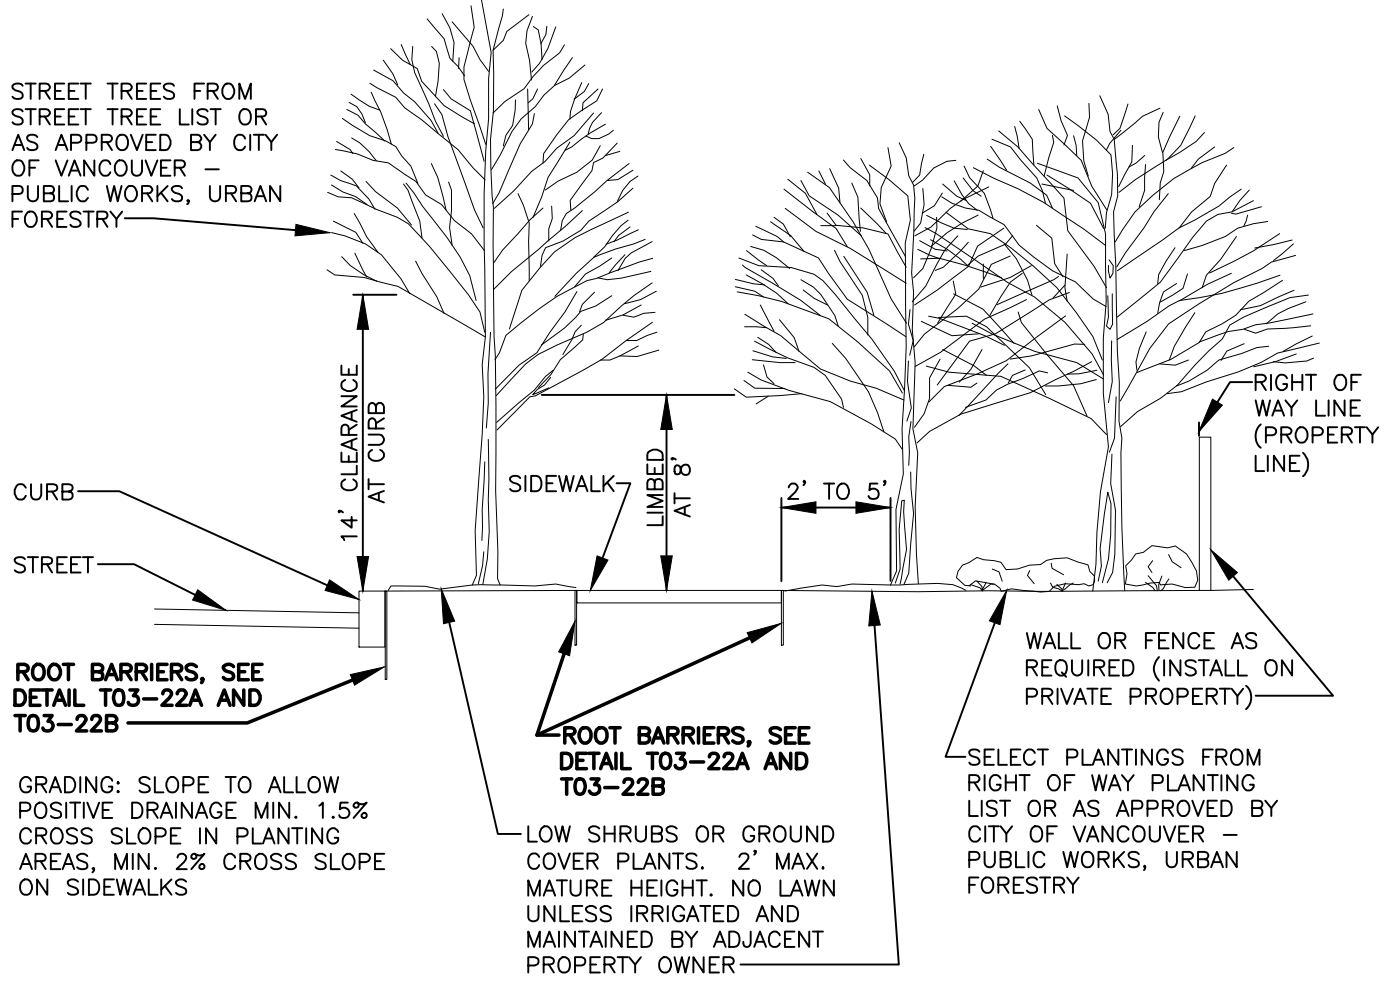 STREET TREES FROM
STREET TREE LIST OR
AS APPROVED BY CITY
OF VANCOUVER –
PUBLIC WORKS, URBAN
FORESTRY
14' CLEARANCE
AT CURB
CURB
STREET
SIDEWALK
LIMBED
AT 8'
2' TO 5'
RIGHT OF
WAY LINE
(PROPERTY
LINE)
WALL OR FENCE AS
REQUIRED (INSTALL ON
PRIVATE PROPERTY)
ROOT BARRIERS, SEE
DETAIL T03–22A AND
T03–22B
ROOT BARRIERS, SEE
DETAIL T03–22A AND
T03–22B
GRADING: SLOPE TO ALLOW
POSITIVE DRAINAGE MIN. 1.5%
CROSS SLOPE IN PLANTING
AREAS, MIN. 2% CROSS SLOPE
ON SIDEWALKS
LOW SHRUBS OR GROUND
COVER PLANTS. 2' MAX.
MATURE HEIGHT. NO LAWN
UNLESS IRRIGATED AND
MAINTAINED BY ADJACENT
PROPERTY OWNER
SELECT PLANTINGS FROM
RIGHT OF WAY PLANTING
LIST OR AS APPROVED BY
CITY OF VANCOUVER –
PUBLIC WORKS, URBAN
FORESTRY